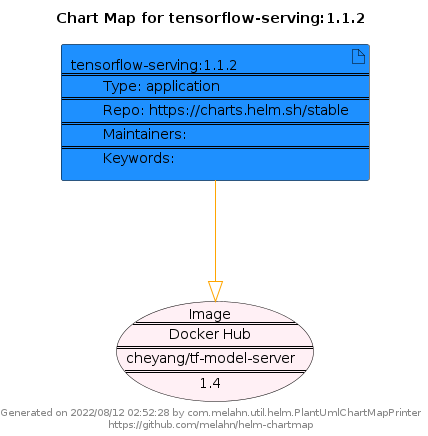 Chart Map for tensorflow-serving:1.1.2
tensorflow-serving:1.1.2
Type: application
Repo: https://charts.helm.sh/stable
Maintainers:
Keywords:
Image
Docker Hub
cheyang/tf-model-server
1.4
Generated on 2022/08/12 02:52:28 by com.melahn.util.helm.PlantUmlChartMapPrinter
https://github.com/melahn/helm-chartmap